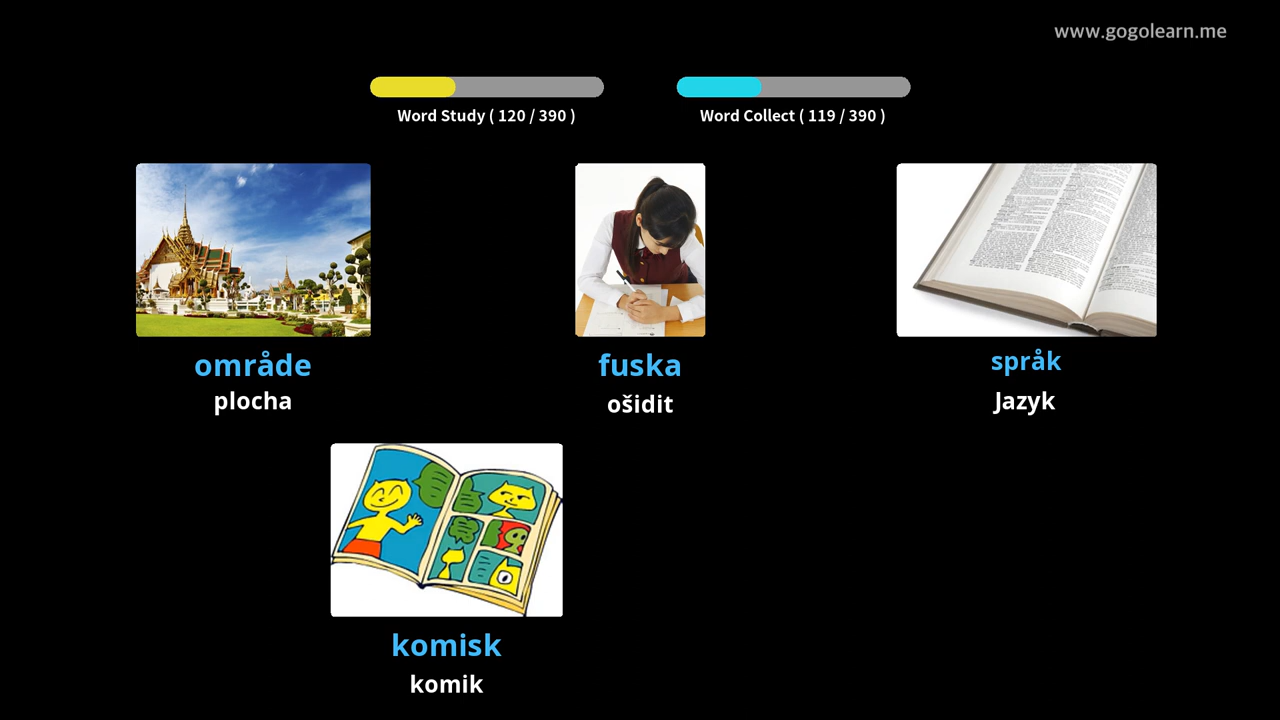 www.gogolearn.me
Word Study ( 120 / 390 )
Word Collect ( 119 / 390 )
område
plocha
fuska
ošidit
språk
Jazyk
komisk
komik